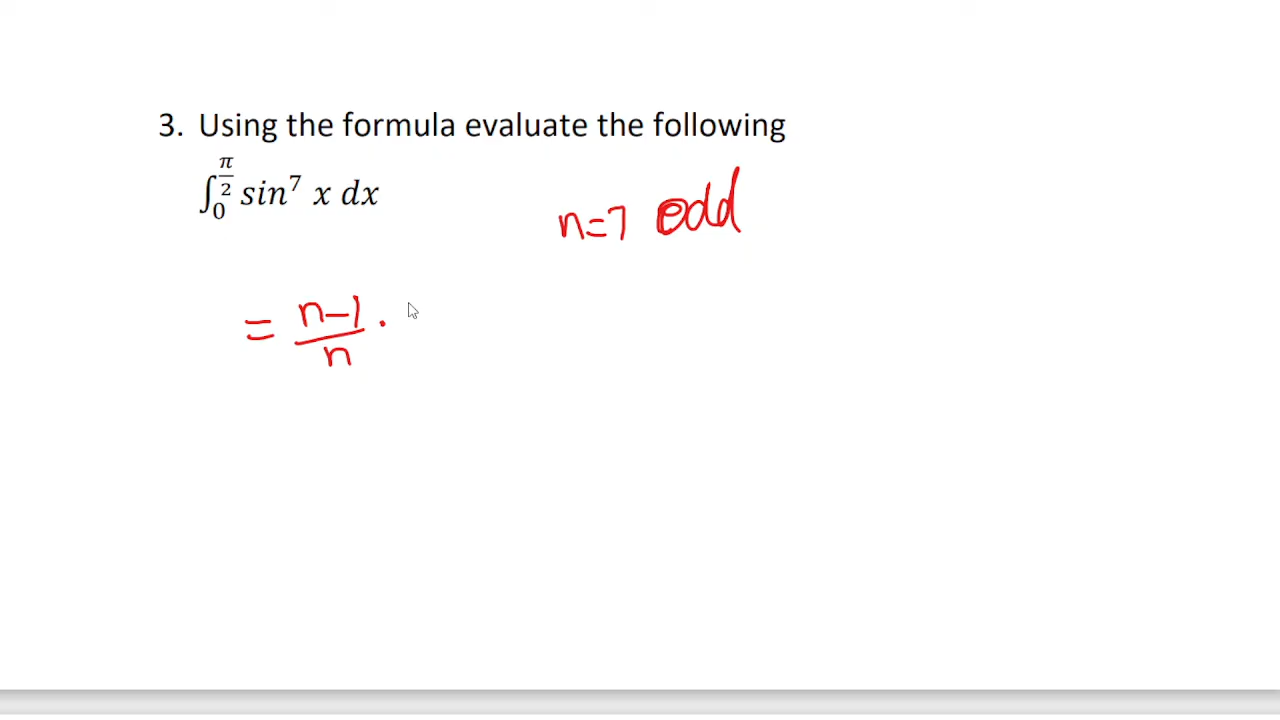 3. Using the formula evaluate the following
∫₀^(π/2) sin⁷ x dx
n=7 odd
= (n-1)/n ·